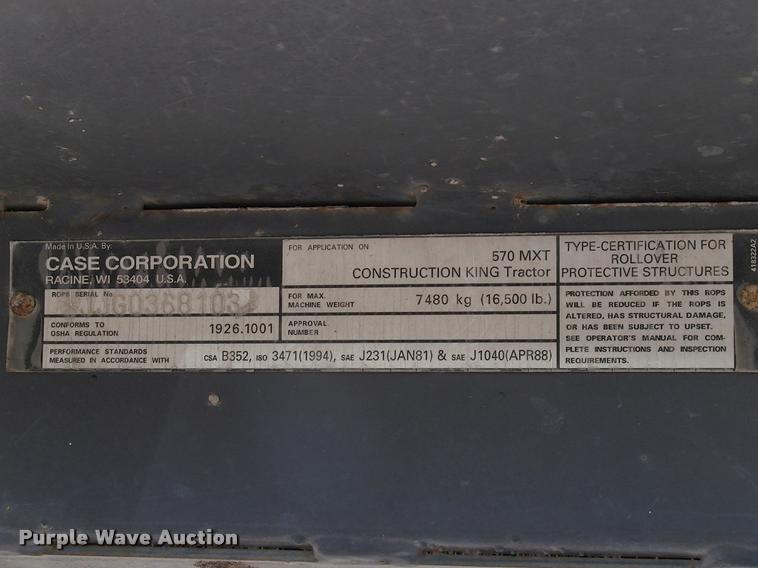 Made in U.S.A. By:
CASE CORPORATION
RACINE, WI 53404 U.S.A.
ROPS SERIAL No
CONFORMS TO
OSHA REGULATION
1926.1001
FOR APPLICATION ON
570 MXT
CONSTRUCTION KING Tractor
FOR MAX.
MACHINE WEIGHT
7480 kg (16,500 lb.)
APPROVAL
NUMBER
PERFORMANCE STANDARDS
MEASURED IN ACCORDANCE WITH
CSA B352, ISO 3471(1994), SAE J231(JAN81) & SAE J1040(APR88)
TYPE-CERTIFICATION FOR
ROLLOVER
PROTECTIVE STRUCTURES
PROTECTION AFFORDED BY THIS ROPS
WILL BE REDUCED IF THE ROPS IS
ALTERED, HAS STRUCTURAL DAMAGE,
OR HAS BEEN SUBJECT TO UPSET.
SEE OPERATOR'S MANUAL FOR COM-
PLETE INSTRUCTIONS AND INSPECTION
REQUIREMENTS.
418322A2
Purple Wave Auction